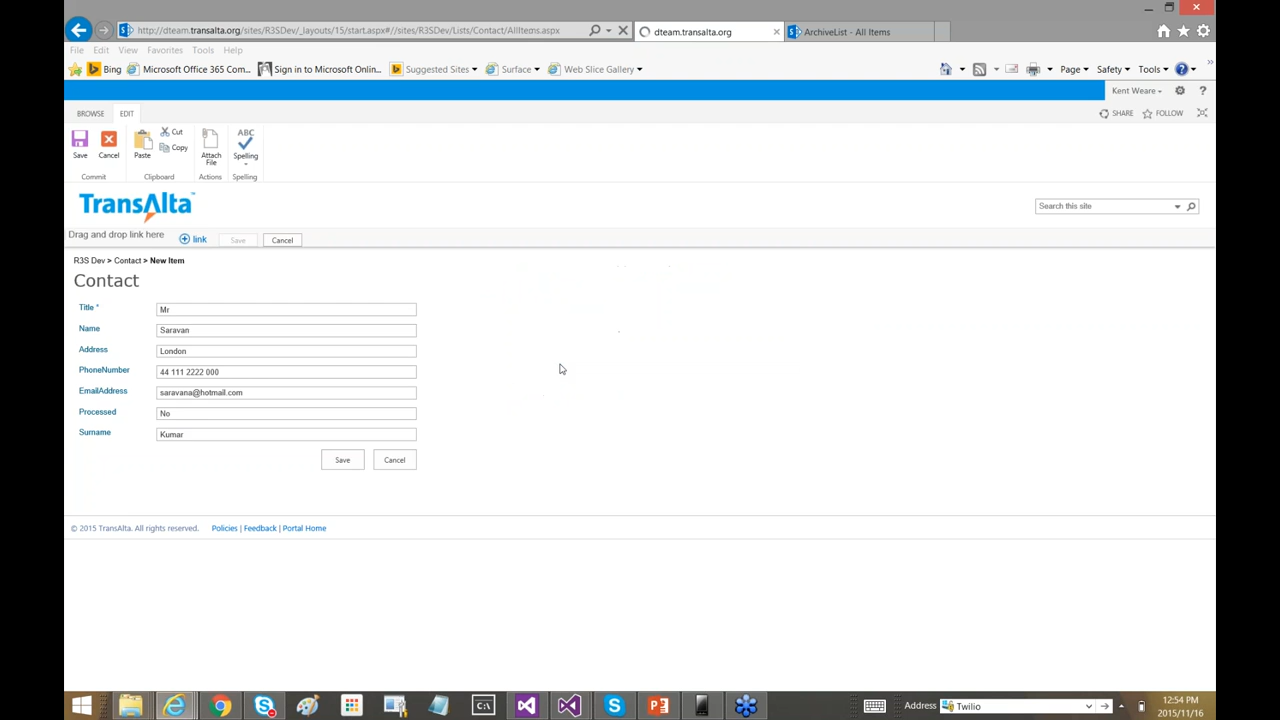 http://dteam.transalta.org/sites/R3SDev/_layouts/15/start.aspx#//sites/R3SDev/Lists/Contact/AllItems.aspx
dteam.transalta.org
ArchiveList - All Items
File Edit View Favorites Tools Help
Bing Microsoft Office 365 Com... Sign in to Microsoft Onlin... Suggested Sites Surface Web Slice Gallery Page Safety Tools
Kent Weare
BROWSE EDIT SHARE FOLLOW
Save Cancel Paste Cut Copy Attach File ABC Spelling
Commit Clipboard Actions Spelling
TransAlta™
Search this site
Drag and drop link here link Save Cancel
R3S Dev > Contact > New Item
Contact
Title * Mr
Name Saravan
Address London
PhoneNumber 44 111 2222 000
EmailAddress saravana@hotmail.com
Processed No
Surname Kumar
Save Cancel
© 2015 TransAlta. All rights reserved. Policies | Feedback | Portal Home
Address Twilio
12:54 PM
2015/11/16